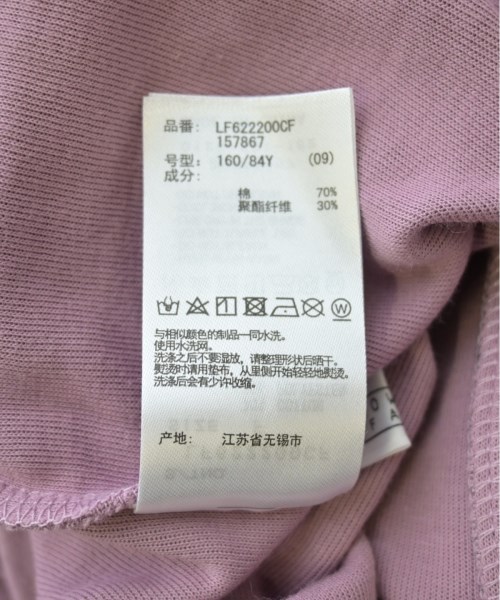 品番: LF622200CF
157867
号型: 160/84Y (09)
成分:
棉 70%
聚酯纤维 30%
与相似颜色的制品一同水洗。
使用水洗网。
洗涤之后不要湿放，请整理形状后晒干。
熨烫时请用垫布，从里侧开始轻轻地熨烫。
洗涤后会有少许收缩。
产地: 江苏省无锡市